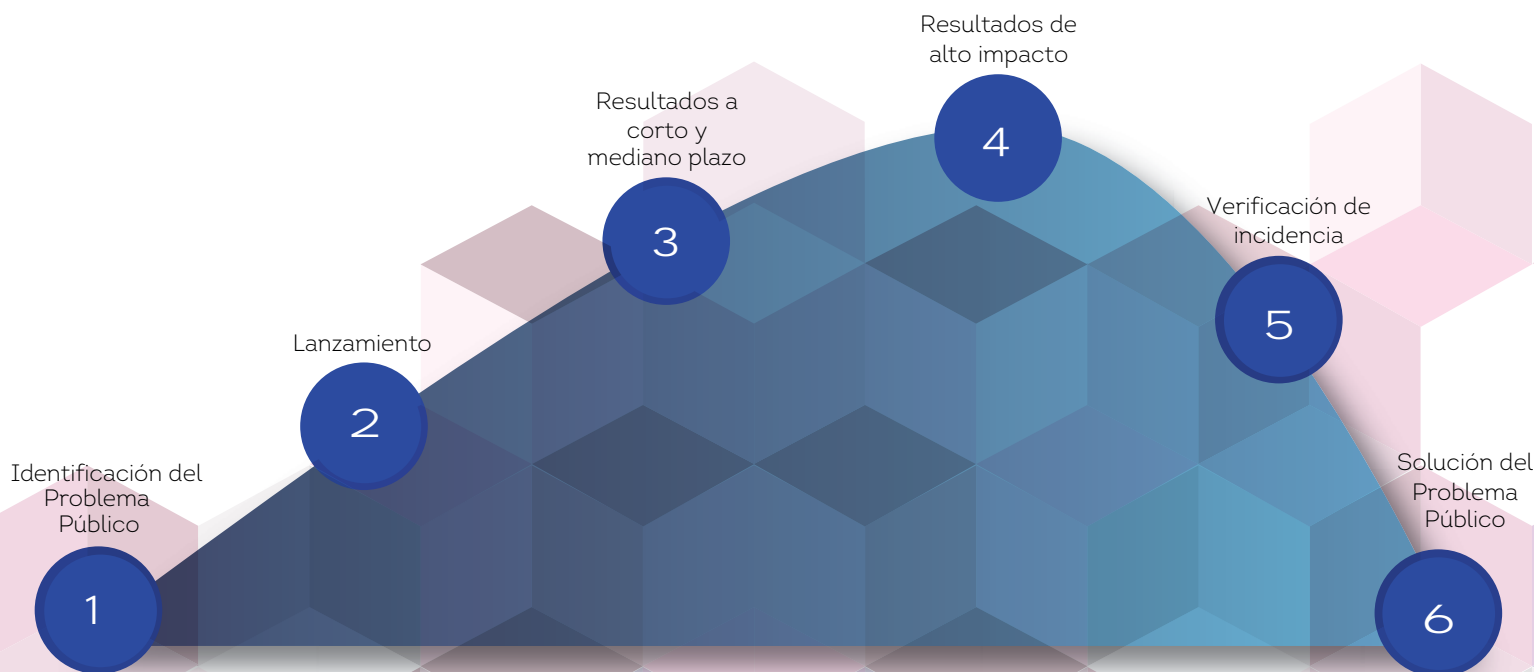 Identificación del
Problema
Público
1
Lanzamiento
2
Resultados a
corto y
mediano plazo
3
Resultados de
alto impacto
4
Verificación de
incidencia
5
Solución del
Problema
Público
6